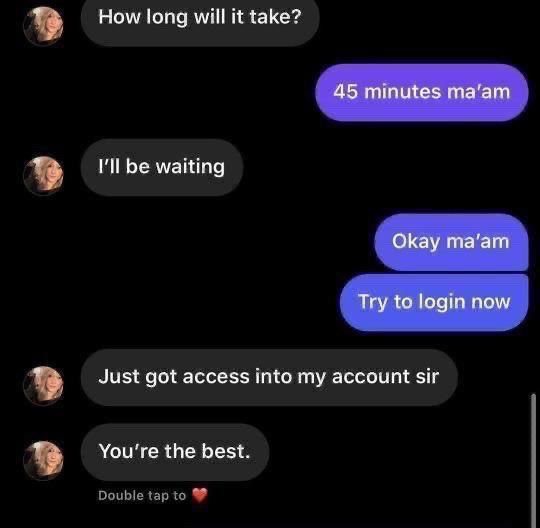 How long will it take?
45 minutes ma'am
I'll be waiting
Okay ma'am
Try to login now
Just got access into my account sir
You're the best.
Double tap to ❤️